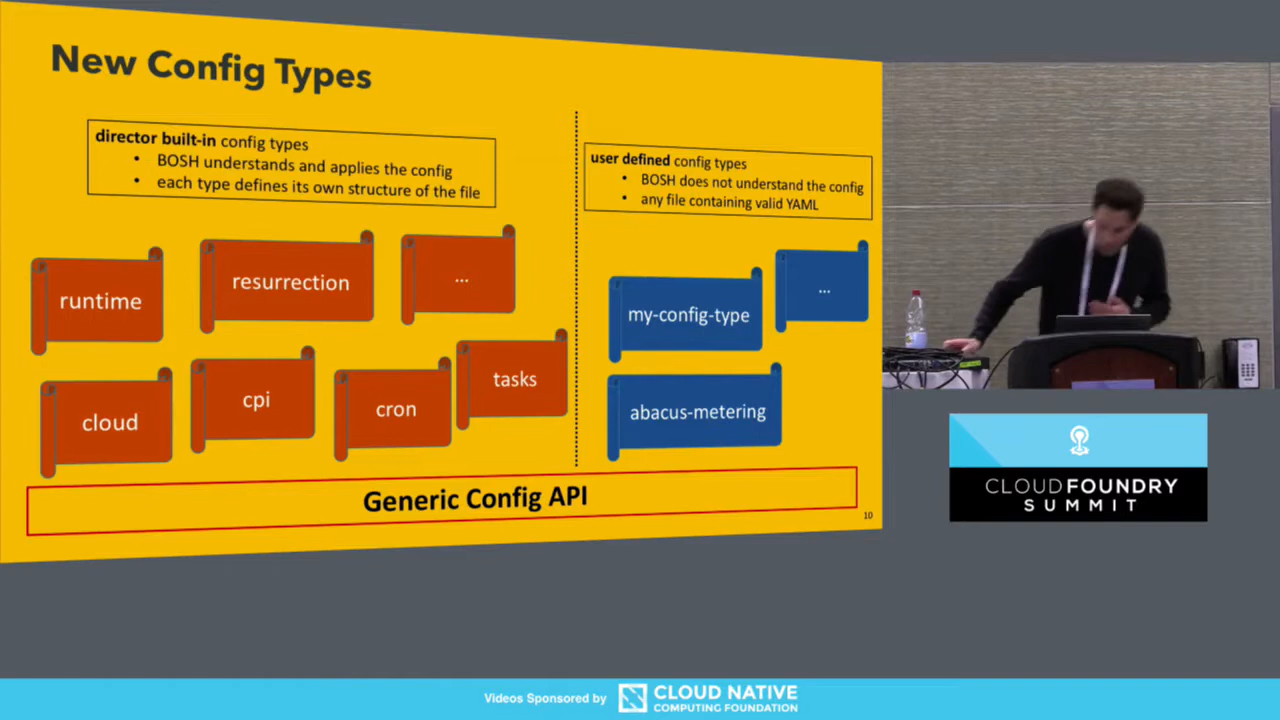 New Config Types
director built-in config types
• BOSH understands and applies the config
• each type defines its own structure of the file
user defined config types
• BOSH does not understand the config
• any file containing valid YAML
runtime
resurrection
...
cloud
cpi
cron
tasks
my-config-type
...
abacus-metering
Generic Config API
10
CLOUD FOUNDRY
SUMMIT
Videos Sponsored by
CLOUD NATIVE
COMPUTING FOUNDATION